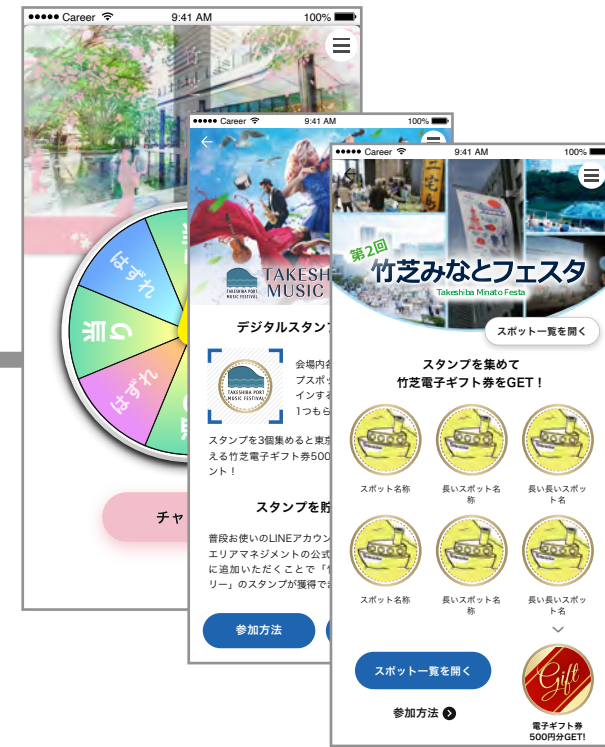 Career
9:41 AM
100%
竹
はずれ
当り
はずれ
チャ
Career
9:41 AM
100%
TAKESHIBA PORT
MUSIC FESTIVAL
TAKESH
MUSIC
デジタルスタン
TAKESHIBA PORT
MUSIC FESTIVAL
会場内
プスポッ
インする
1つもら
スタンプを3個集めると東京
える竹芝電子ギフト券500
ント！
スタンプを貯
普段お使いのLINEアカウン
エリアマネジメントの公式
に追加いただくことで「
リー」のスタンプが獲得でき
参加方法
Career
9:41 AM
100%
三宅島
第2回
竹芝みなとフェスタ
Takeshiba Minato Festa
スポット一覧を開く
スタンプを集めて
竹芝電子ギフト券をGET！
スポット名称
長いスポット名
称
長い長いスポッ
ト名
スポット名称
長いスポット名
称
長い長いスポッ
ト名
スポット一覧を開く
Gift
参加方法
電子ギフト券
500円分GET!